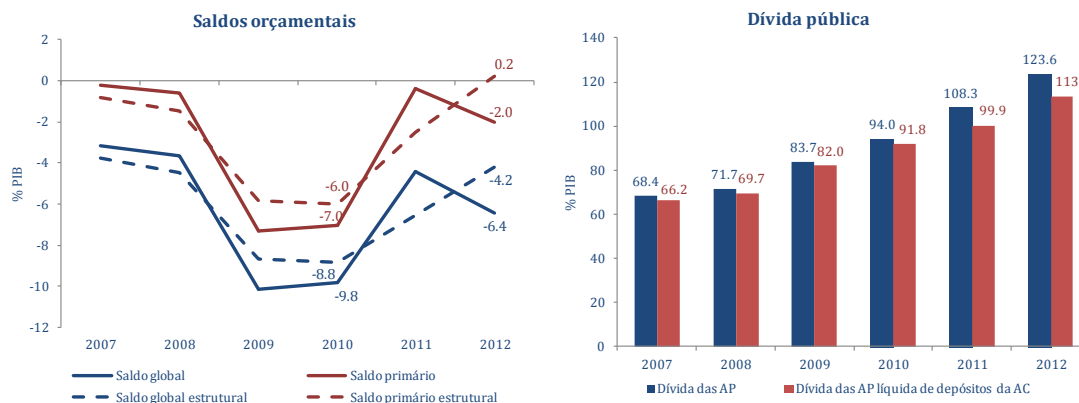 Saldos orçamentais
2
0
-2
-4
-6
-8
-10
-12
% PIB
0.2
-2.0
-6.0
-7.0
-4.2
-6.4
-8.8
-9.8
2007 2008 2009 2010 2011 2012
Saldo global
Saldo primário
Saldo global estrutural
Saldo primário estrutural
Dívida pública
140
120
100
80
60
40
20
0
% PIB
68.4 66.2
71.7 69.7
83.7 82.0
94.0 91.8
108.3 99.9
123.6 113
2007 2008 2009 2010 2011 2012
Dívida das AP
Dívida das AP líquida de depósitos da AC